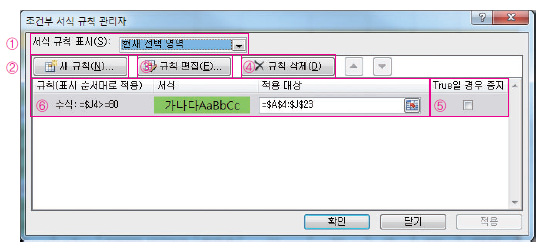 조건부 서식 규칙 관리자
① 서식 규칙 표시(S): 현재 선택 영역
② 새 규칙(N)... ③ 규칙 편집(E)... ④ 규칙 삭제(D)
규칙(표시 순서대로 적용) 서식 적용 대상 True일 경우 중지
⑥ 수식: =$J4>=80 가나다AaBbCc =$A$4:$J$23 ⑤
확인 닫기 적용